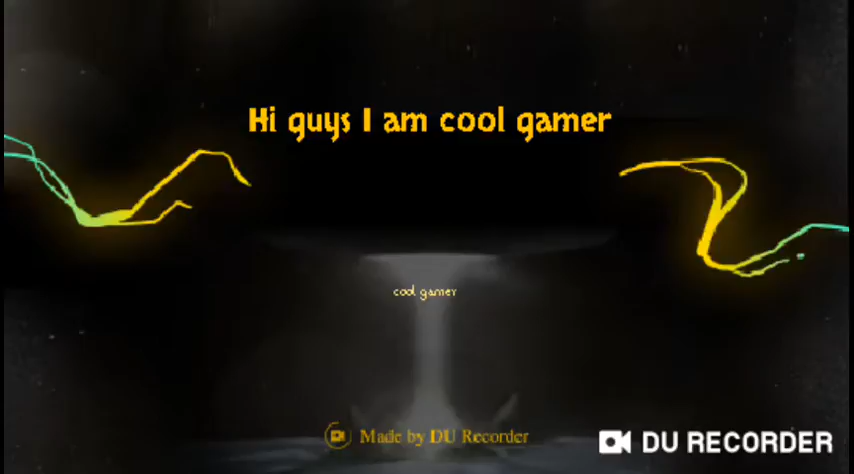 Hi guys I am cool gamer
cool gamer
Made by DU Recorder
DU RECORDER